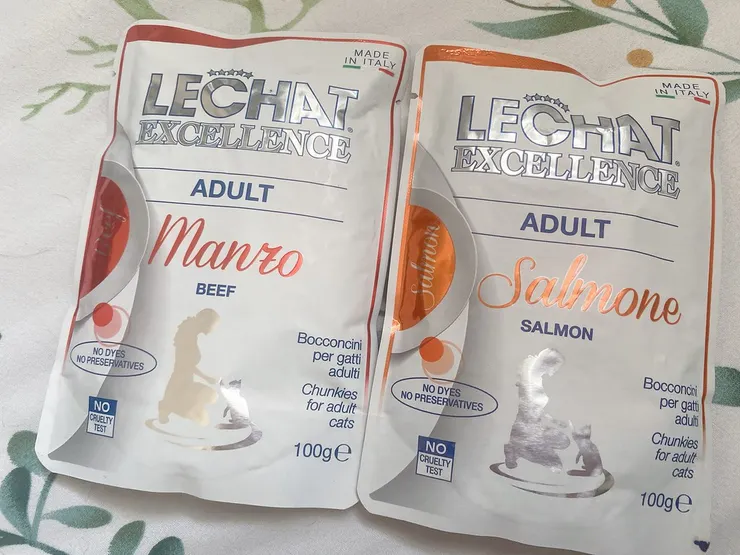 MADE
IN ITALY
LECHAT
EXCELLENCE
ADULT
Manzo
BEEF
Beef
NO DYES
NO PRESERVATIVES
NO
CRUELTY
TEST
Bocconcini
per gatti
adulti
Chunkies
for adult
cats
100g℮
MADE
IN ITALY
LECHAT
EXCELLENCE
ADULT
Salmone
SALMON
Salmon
NO DYES
NO PRESERVATIVES
NO
CRUELTY
TEST
Bocconcini
per gatti
adulti
Chunkies
for adult
cats
100g℮